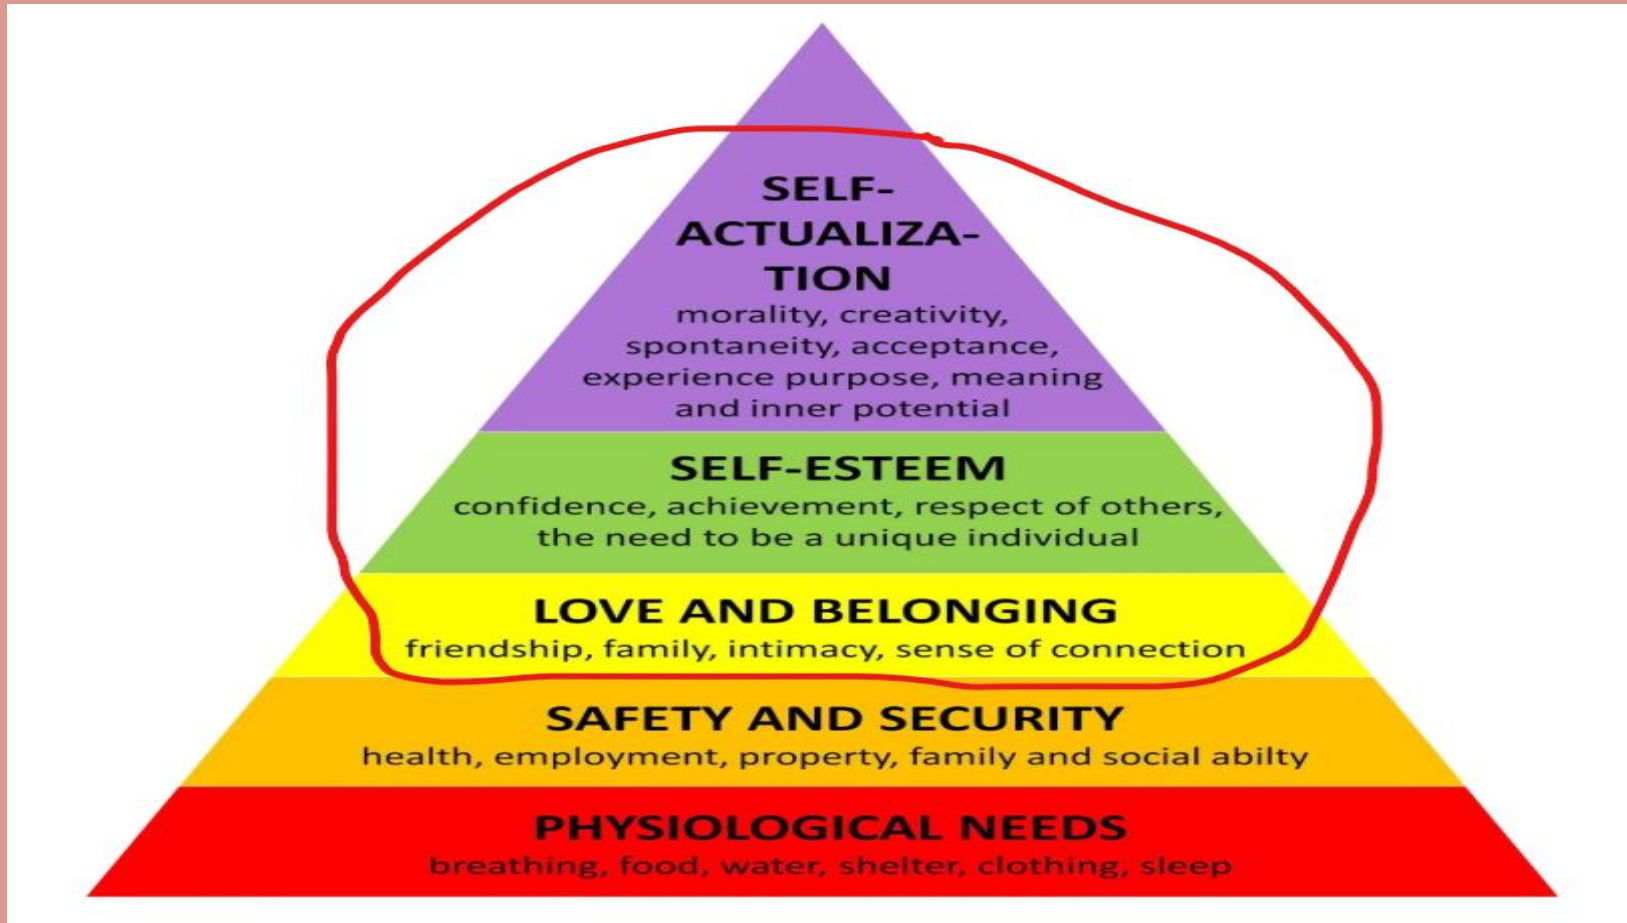 SELF-
ACTUALIZA-
TION
morality, creativity,
spontaneity, acceptance,
experience purpose, meaning
and inner potential
SELF-ESTEEM
confidence, achievement, respect of others,
the need to be a unique individual
LOVE AND BELONGING
friendship, family, intimacy, sense of connection
SAFETY AND SECURITY
health, employment, property, family and social abilty
PHYSIOLOGICAL NEEDS
breathing, food, water, shelter, clothing, sleep